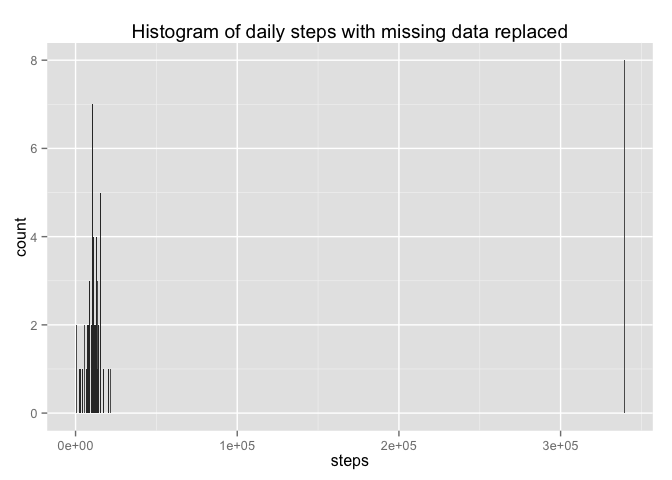 Histogram of daily steps with missing data replaced
8
6
4
2
0
count
0e+00 1e+05 2e+05 3e+05
steps